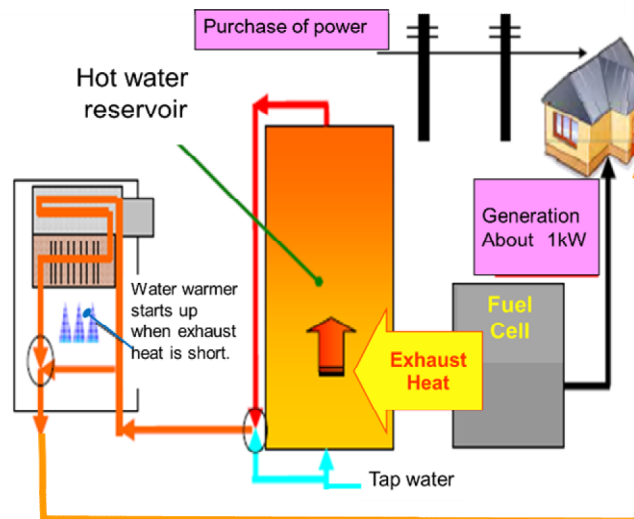 Purchase of power
Hot water
reservoir
Generation
About 1kW
Water warmer
starts up
when exhaust
heat is short.
Fuel
Cell
Exhaust
Heat
Tap water